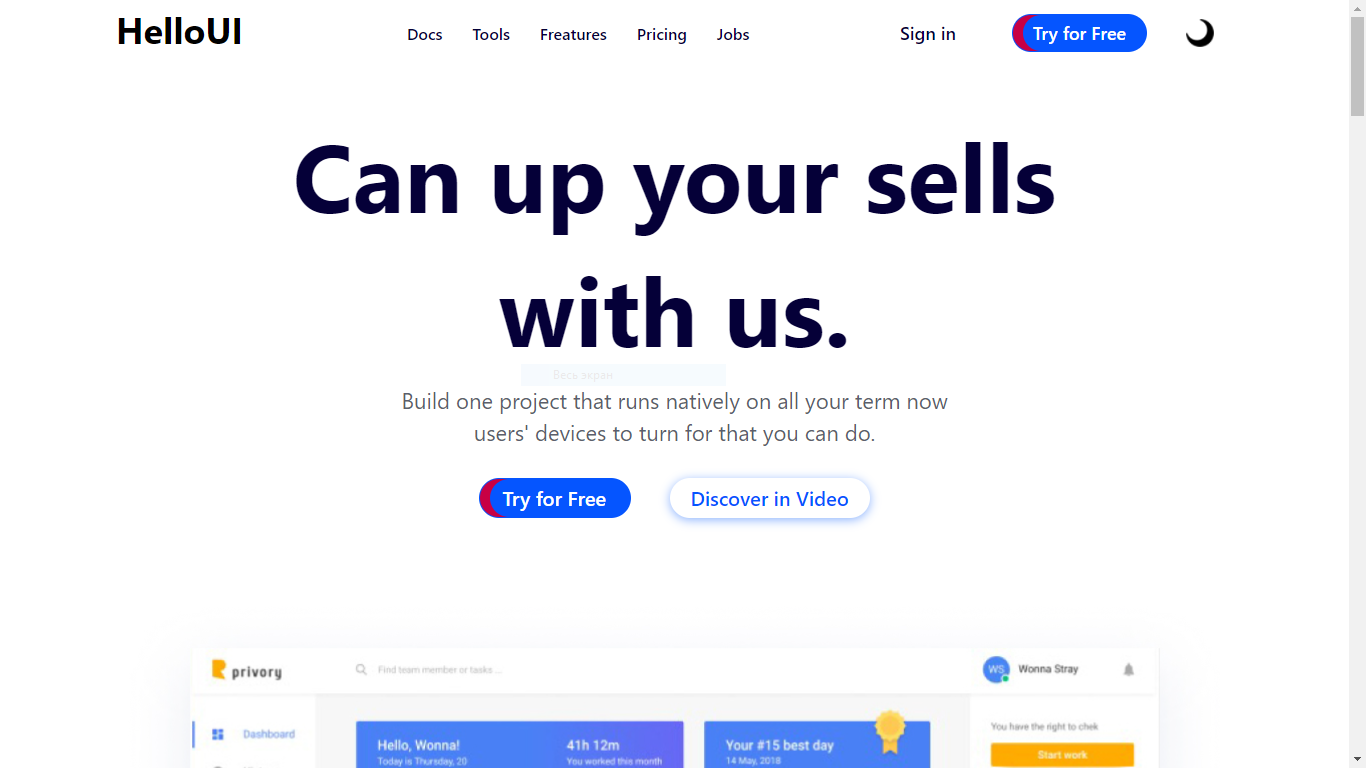 HelloUI
Docs Tools Freatures Pricing Jobs
Sign in
Try for Free
Can up your sells
with us.
Весь экран
Build one project that runs natively on all your term now
users' devices to turn for that you can do.
Try for Free
Discover in Video
privory
Find team member or tasks ...
WS
Wonna Stray
Dashboard
Hello, Wonna!
Today is Thursday, 20
41h 12m
You worked this month
Your #15 best day
14 May, 2018
You have the right to chek
Start work